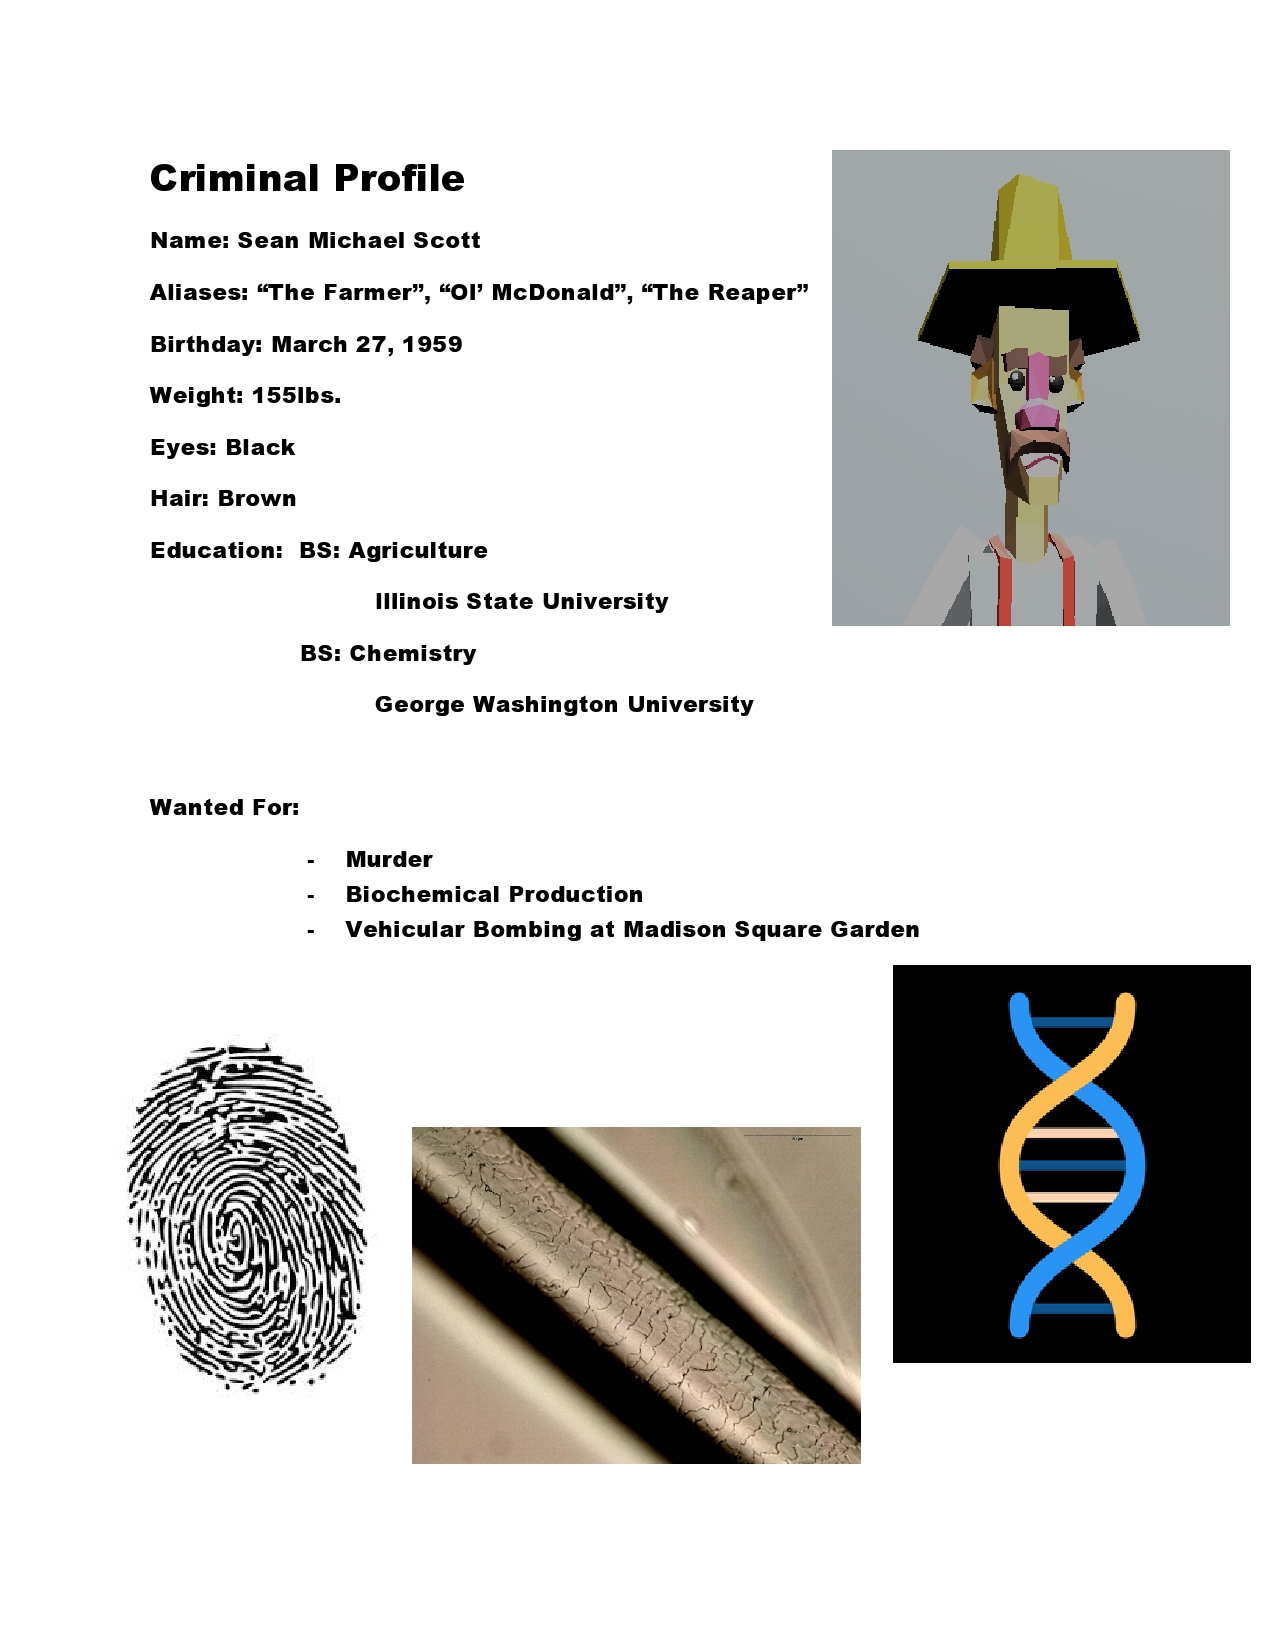 Criminal Profile
Name: Sean Michael Scott
Aliases: “The Farmer”, “Ol’ McDonald”, “The Reaper”
Birthday: March 27, 1959
Weight: 155lbs.
Eyes: Black
Hair: Brown
Education: BS: Agriculture
Illinois State University
BS: Chemistry
George Washington University
Wanted For:
- Murder
- Biochemical Production
- Vehicular Bombing at Madison Square Garden